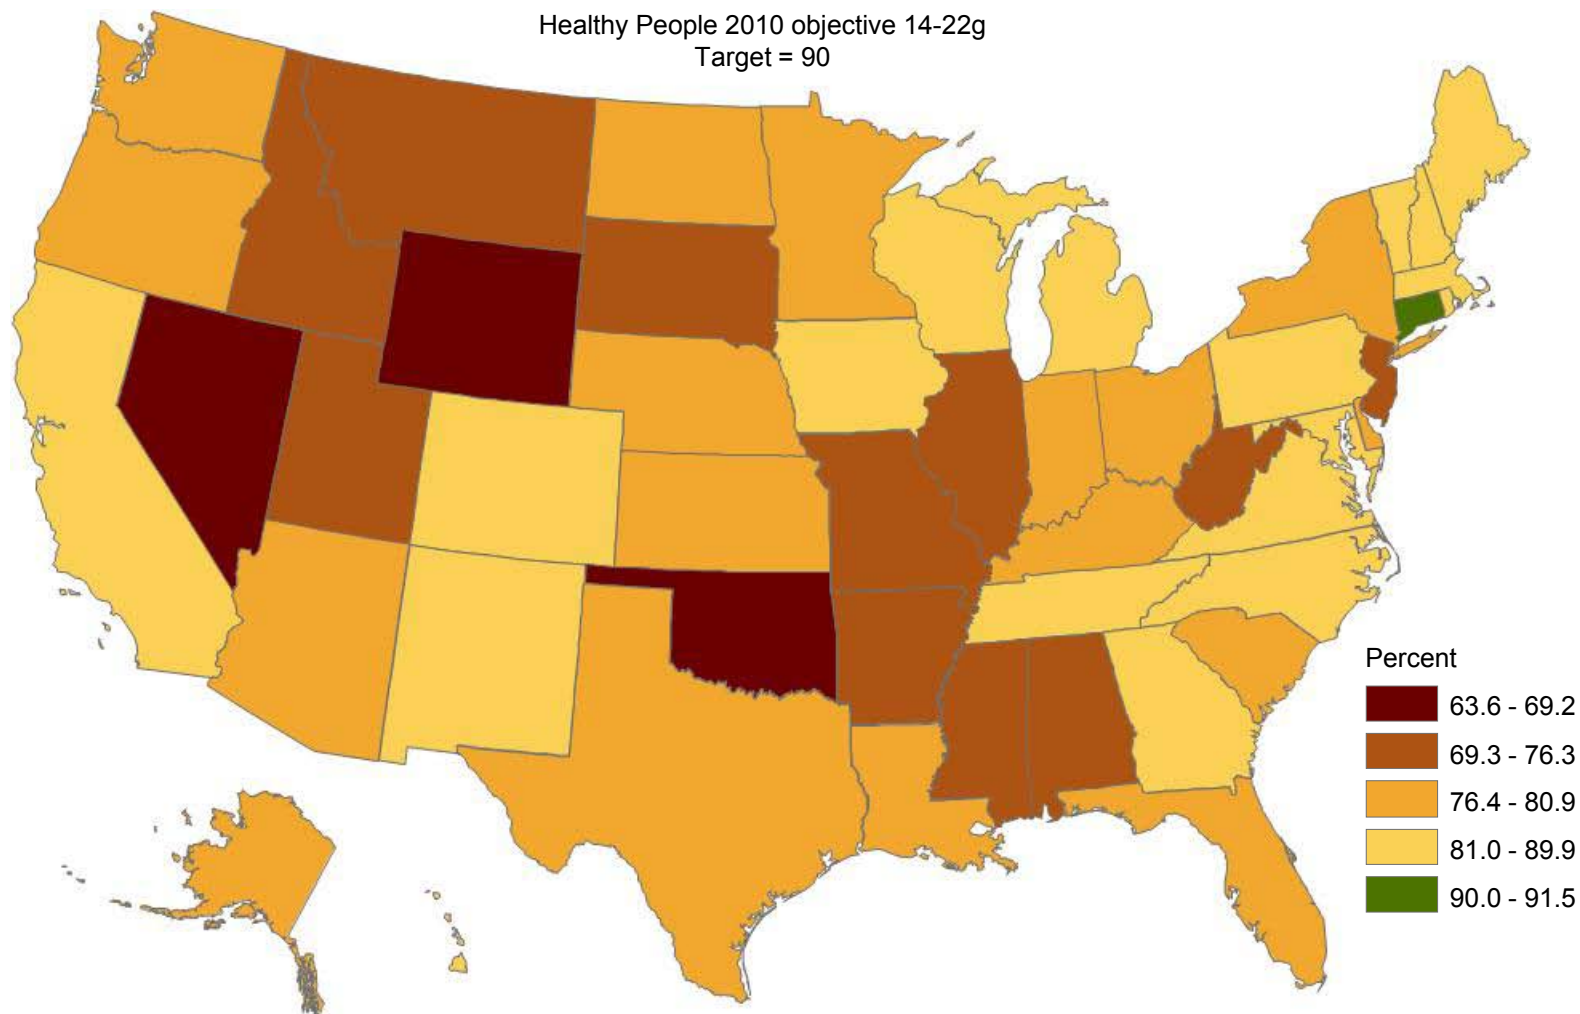 Healthy People 2010 objective 14-22g
Target = 90
Percent
63.6 - 69.2
69.3 - 76.3
76.4 - 80.9
81.0 - 89.9
90.0 - 91.5